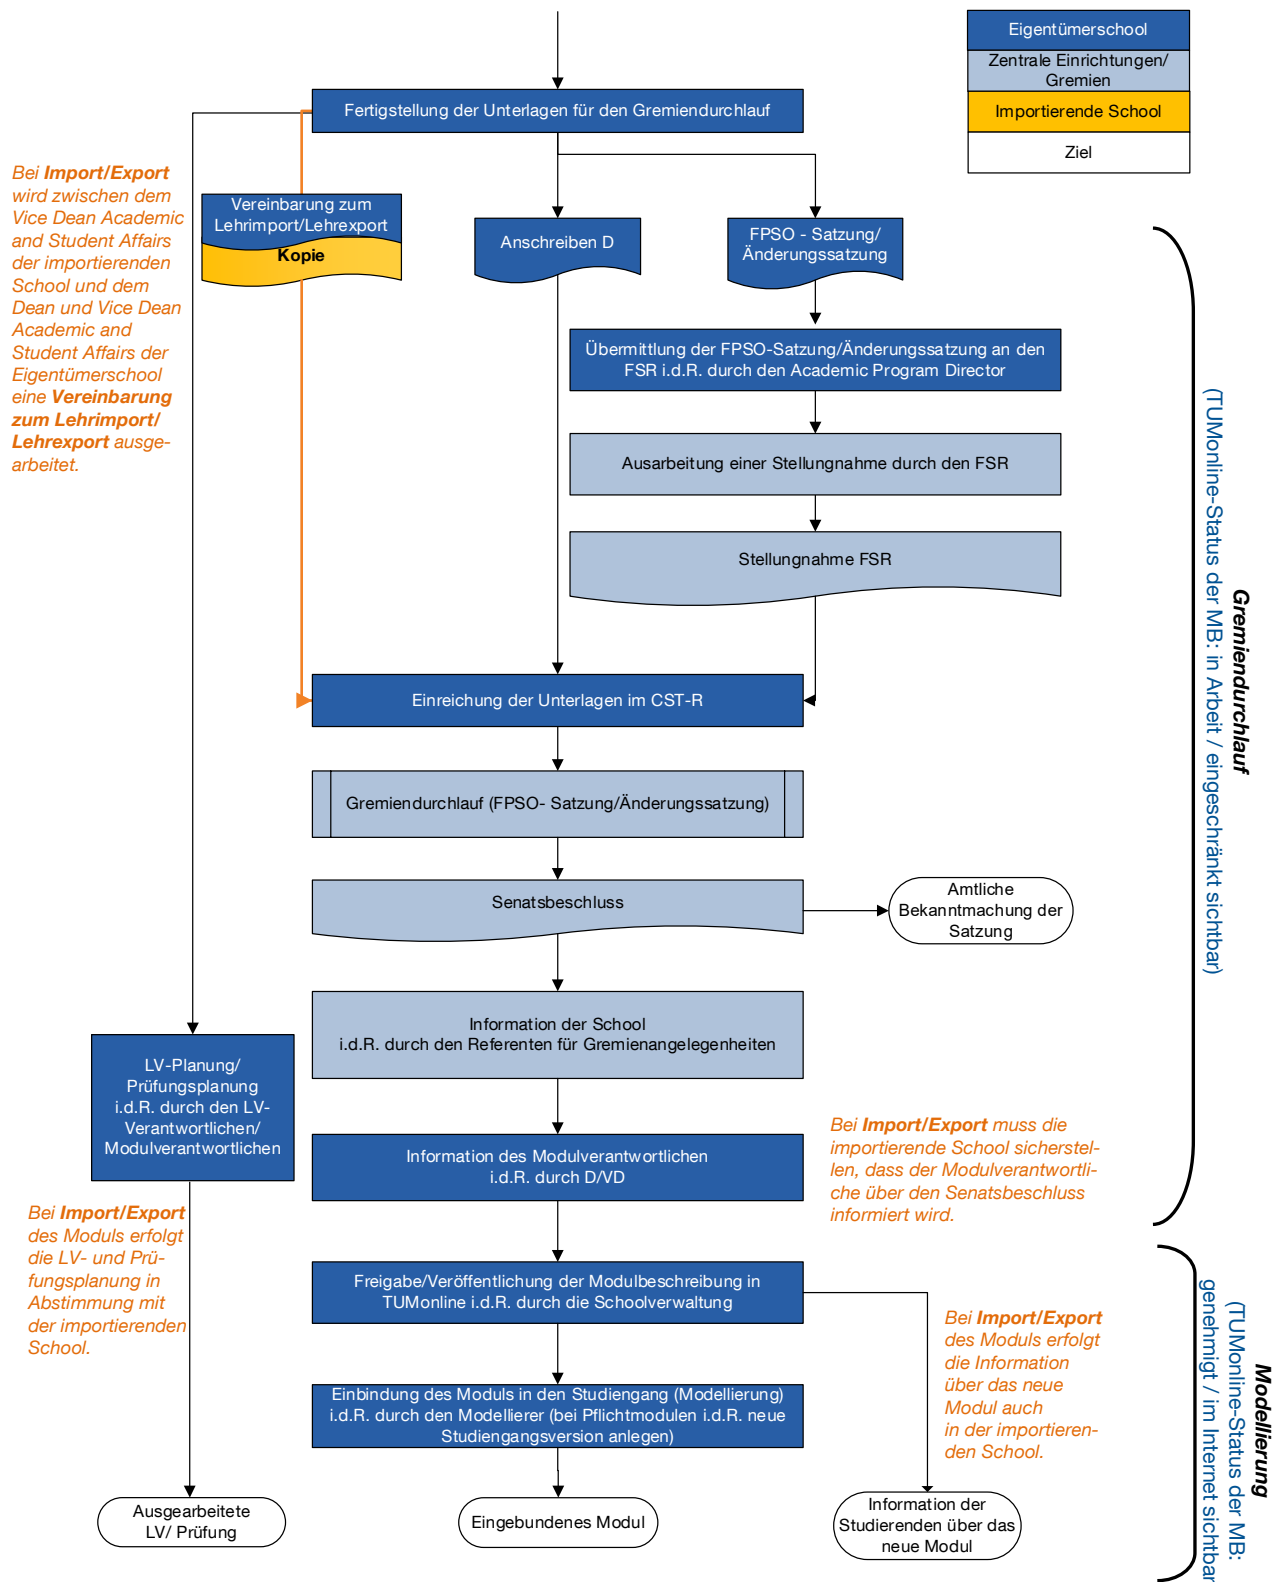 Eigentümerschool
Zentrale Einrichtungen/
Gremien
Importierende School
Ziel
Fertigstellung der Unterlagen für den Gremiendurchlauf
Bei Import/Export
wird zwischen dem
Vice Dean Academic
and Student Affairs
der importierenden
School und dem
Dean und Vice Dean
Academic and
Student Affairs der
Eigentümerschool
eine Vereinbarung
zum Lehrimport/
Lehrexport ausge-
arbeitet.
Vereinbarung zum
Lehrimport/Lehrexport
Kopie
Anschreiben D
FPSO - Satzung/
Änderungssatzung
Übermittlung der FPSO-Satzung/Änderungssatzung an den
FSR i.d.R. durch den Academic Program Director
Ausarbeitung einer Stellungnahme durch den FSR
Stellungnahme FSR
Einreichung der Unterlagen im CST-R
Gremiendurchlauf (FPSO- Satzung/Änderungssatzung)
Senatsbeschluss
Amtliche
Bekanntmachung der
Satzung
Information der School
i.d.R. durch den Referenten für Gremienangelegenheiten
LV-Planung/
Prüfungsplanung
i.d.R. durch den LV-
Verantwortlichen/
Modulverantwortlichen
Information des Modulverantwortlichen
i.d.R. durch D/VD
Bei Import/Export muss die
importierende School sicherstel-
len, dass der Modulverantwortli-
che über den Senatsbeschluss
informiert wird.
Gremiendurchlauf
(TUMonline-Status der MB: in Arbeit / eingeschränkt sichtbar)
Bei Import/Export
des Moduls erfolgt
die LV- und Prü-
fungsplanung in
Abstimmung mit
der importierenden
School.
Freigabe/Veröffentlichung der Modulbeschreibung in
TUMonline i.d.R. durch die Schoolverwaltung
Bei Import/Export
des Moduls erfolgt
die Information
über das neue
Modul auch
in der importieren-
den School.
Einbindung des Moduls in den Studiengang (Modellierung)
i.d.R. durch den Modellierer (bei Pflichtmodulen i.d.R. neue
Studiengangsversion anlegen)
Modellierung
(TUMonline-Status der MB:
genehmigt / im Internet sichtbar
Ausgearbeitete
LV/ Prüfung
Eingebundenes Modul
Information der
Studierenden über das
neue Modul